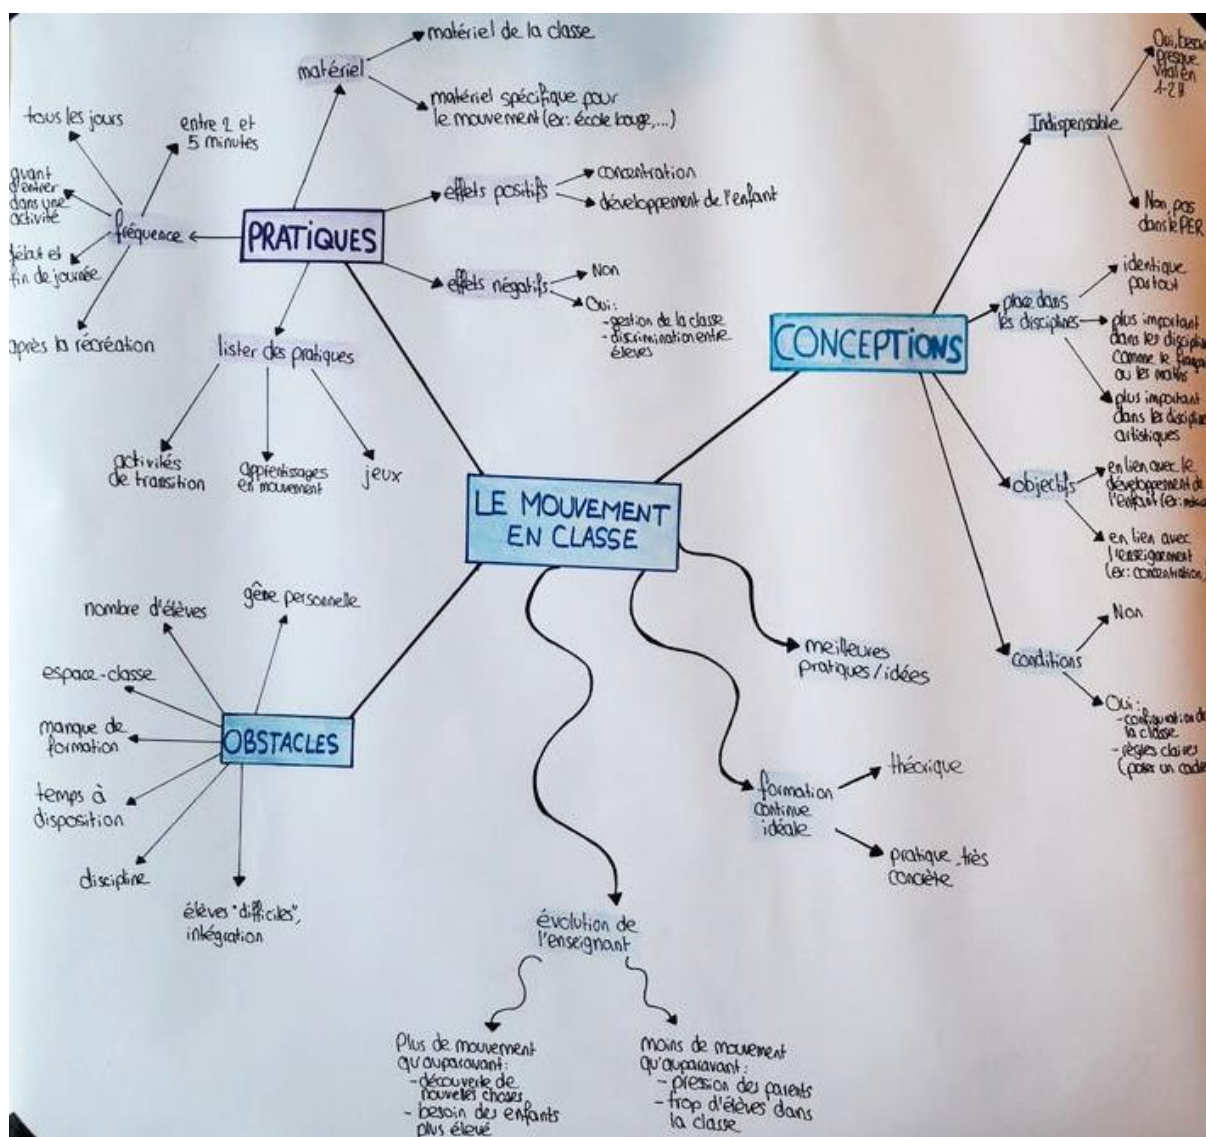 matériel
matériel de la classe
matériel spécifique pour
le mouvement (ex: école bouge,...)
tous les jours
entre 2 et
5 minutes
avant
d'entrer
dans une
activité
fréquence
début et
fin de journée
après la récréation
PRATIQUES
effets positifs
concentration
développement de l'enfant
effets négatifs
Non
Oui:
-gestion de la classe
-discrimination entre
élèves
lister des pratiques
activités
de transition
apprentissages
en mouvement
jeux
LE MOUVEMENT
EN CLASSE
CONCEPTIONS
Indispensable
Oui, besoin
presque
vital en
1-2H
Non, pas
dans le PER
place dans
les disciplines
identique
partout
plus important
dans les
comme le
ou les maths
plus important
dans les
artistiques
objectifs
en lien avec le
développement de
l'enfant (ex:
en lien avec
l'enseignement
(ex: concentration,
conditions
Non
Oui:
-configuration de
la classe
-règles claires
(poser un cadre
OBSTACLES
nombre d'élèves
gêne personnelle
espace-classe
manque de
formation
temps à
disposition
discipline
élèves "difficiles",
intégration
meilleures
pratiques/idées
formation
continue
idéale
théorique
pratique, très
concrète
évolution de
l'enseignant
Plus de mouvement
qu'auparavant:
-découverte de
nouvelles choses
- besoin des enfants
plus élevé
moins de mouvement
qu'auparavant:
- pression des parents
-trop d'élèves dans
la classe